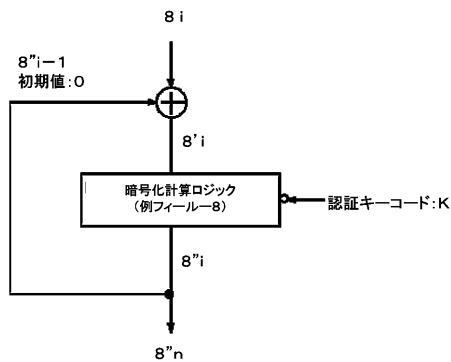 8i
8"i−1
初期値:0
8'i
暗号化計算ロジック
(例フィールー8)
認証キーコード:K
8"i
8"n